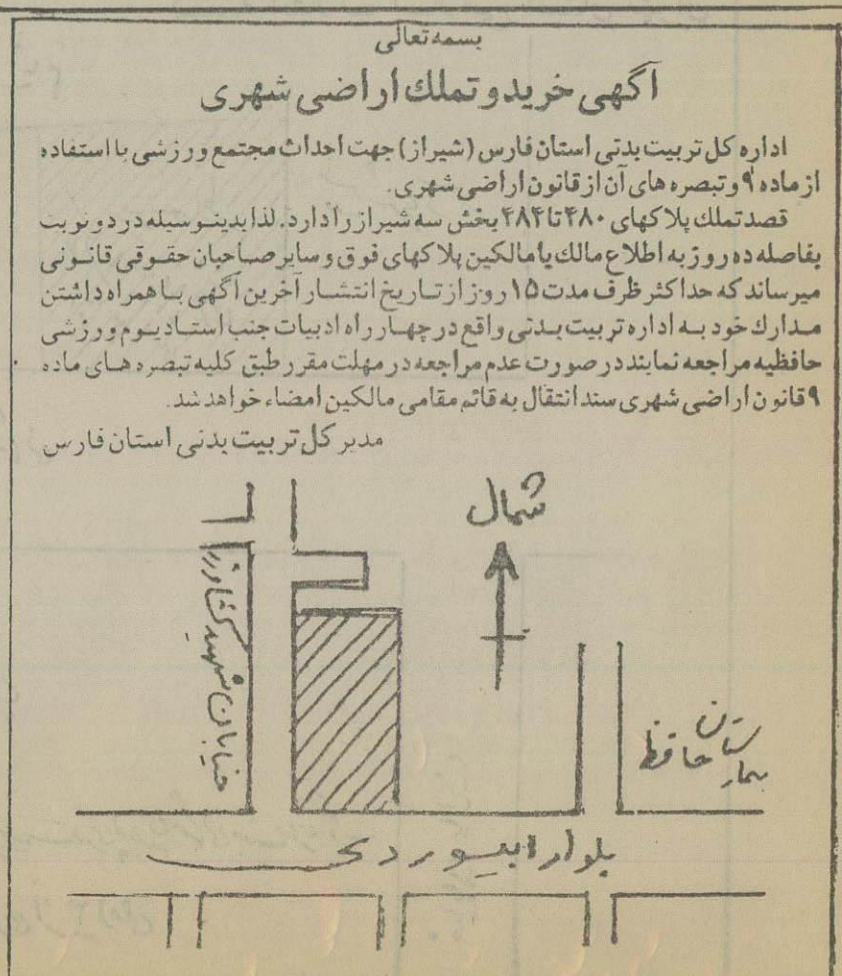 بسمه تعالی
آگهی خرید و تملك اراضی شهری
اداره کل تربیت بدنی استان فارس (شیراز) جهت احداث مجتمع ورزشی با استفاده
از ماده ۹ و تبصره های آن از قانون اراضی شهری.
قصد تملك پلاکهای ۴۸۰ تا ۴۸۴ بخش سه شیراز را دارد. لذا بدینوسیله در دو نوبت
بفاصله ده روز به اطلاع مالك یا مالکین پلاکهای فوق و سایر صاحبان حقوقی قانونی
میرساند که حداکثر ظرف مدت ۱۵ روز از تاریخ انتشار آخرین آگهی با همراه داشتن
مدارك خود به اداره تربیت بدنی واقع در چهار راه ادبیات جنب استادیوم ورزشی
حافظیه مراجعه نمایند در صورت عدم مراجعه در مهلت مقرر طبق کلیه تبصره های ماده
۹ قانون اراضی شهری سند انتقال به قائم مقامی مالکین امضاء خواهد شد.
مدیر کل تربیت بدنی استان فارس
شمال
خیابان شهید کشاورز
بیمارستان حافظ
بلوار ابیوردی